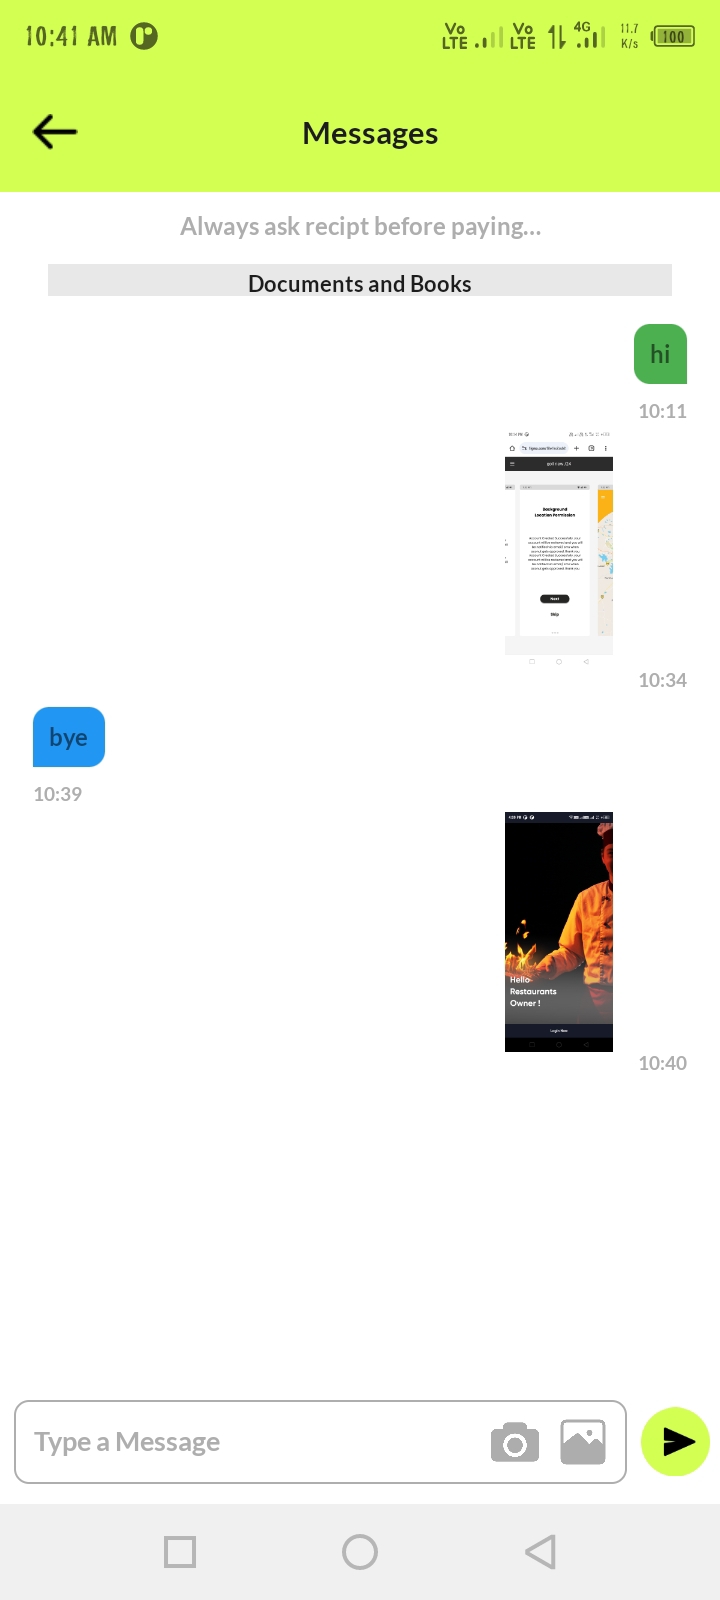 10:41 AM
Vo LTE Vo LTE 4G 11.7 K/s 100
Messages
Always ask recipt before paying...
Documents and Books
hi
10:11
Background
Location Permission
Next
Skip
10:34
bye
10:39
Hello
Restaurants
Owner !
Login Now
10:40
Type a Message